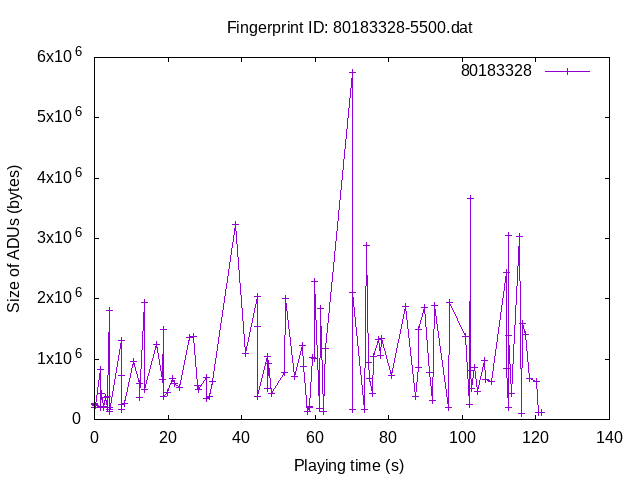 Fingerprint ID: 80183328-5500.dat
80183328
6x10^6
5x10^6
4x10^6
3x10^6
2x10^6
1x10^6
0
Size of ADUs (bytes)
0 20 40 60 80 100 120 140
Playing time (s)